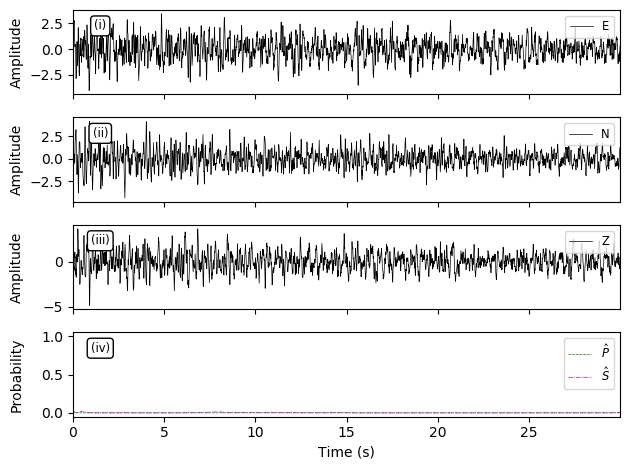 Amplitude
2.5
0.0
−2.5
(i)
E
Amplitude
2.5
0.0
−2.5
(ii)
N
Amplitude
0
−5
(iii)
Z
Probability
1.0
0.5
0.0
(iv)
P̂
Ŝ
0 5 10 15 20 25
Time (s)